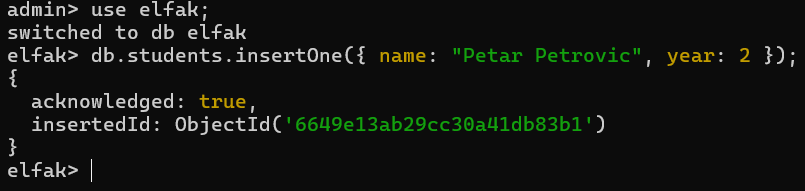 admin> use elfak;
switched to db elfak
elfak> db.students.insertOne({ name: "Petar Petrovic", year: 2 });
{
  acknowledged: true,
  insertedId: ObjectId('6649e13ab29cc30a41db83b1')
}
elfak>